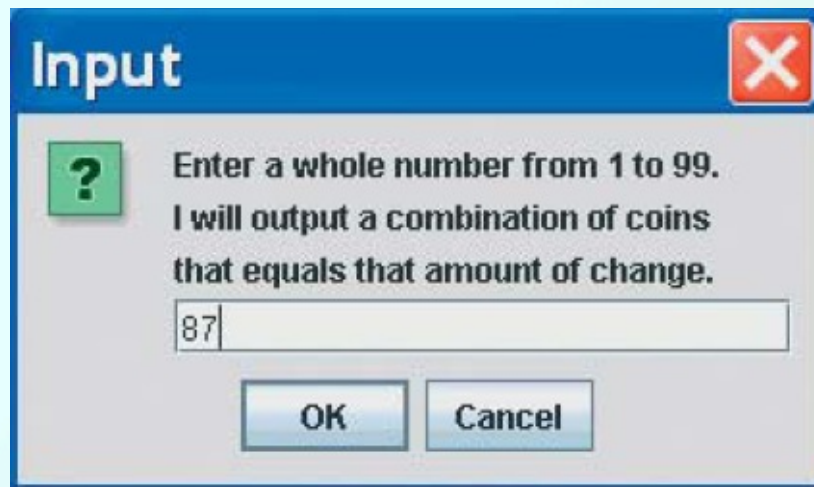 Input
Enter a whole number from 1 to 99.
I will output a combination of coins
that equals that amount of change.
87
OK Cancel